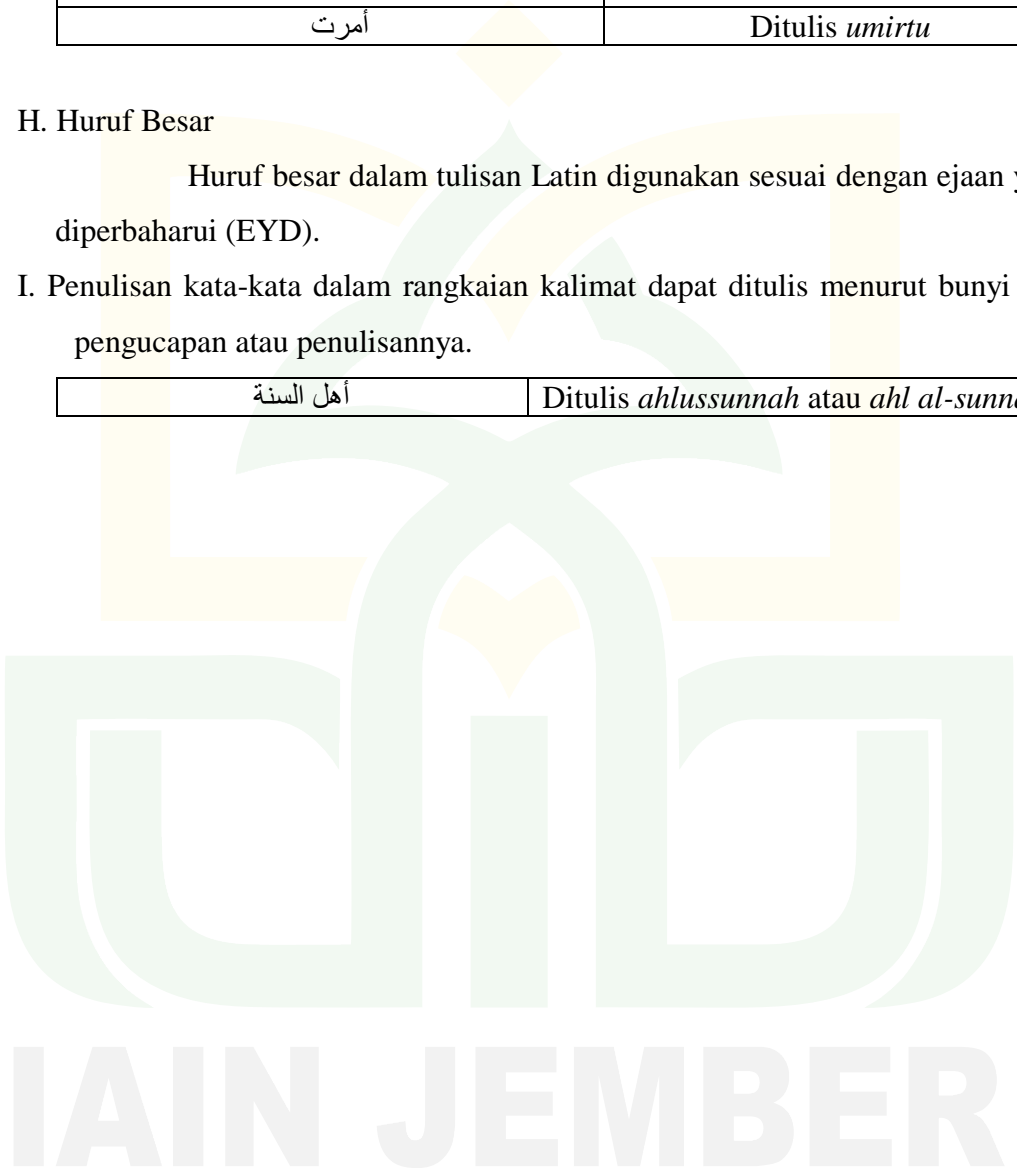 أمرت Ditulis umirtu
H. Huruf Besar
Huruf besar dalam tulisan Latin digunakan sesuai dengan ejaan
diperbaharui (EYD).
I. Penulisan kata-kata dalam rangkaian kalimat dapat ditulis menurut bunyi
pengucapan atau penulisannya.
أهل السنة Ditulis ahlussunnah atau ahl al-sunna
IAIN JEMBER